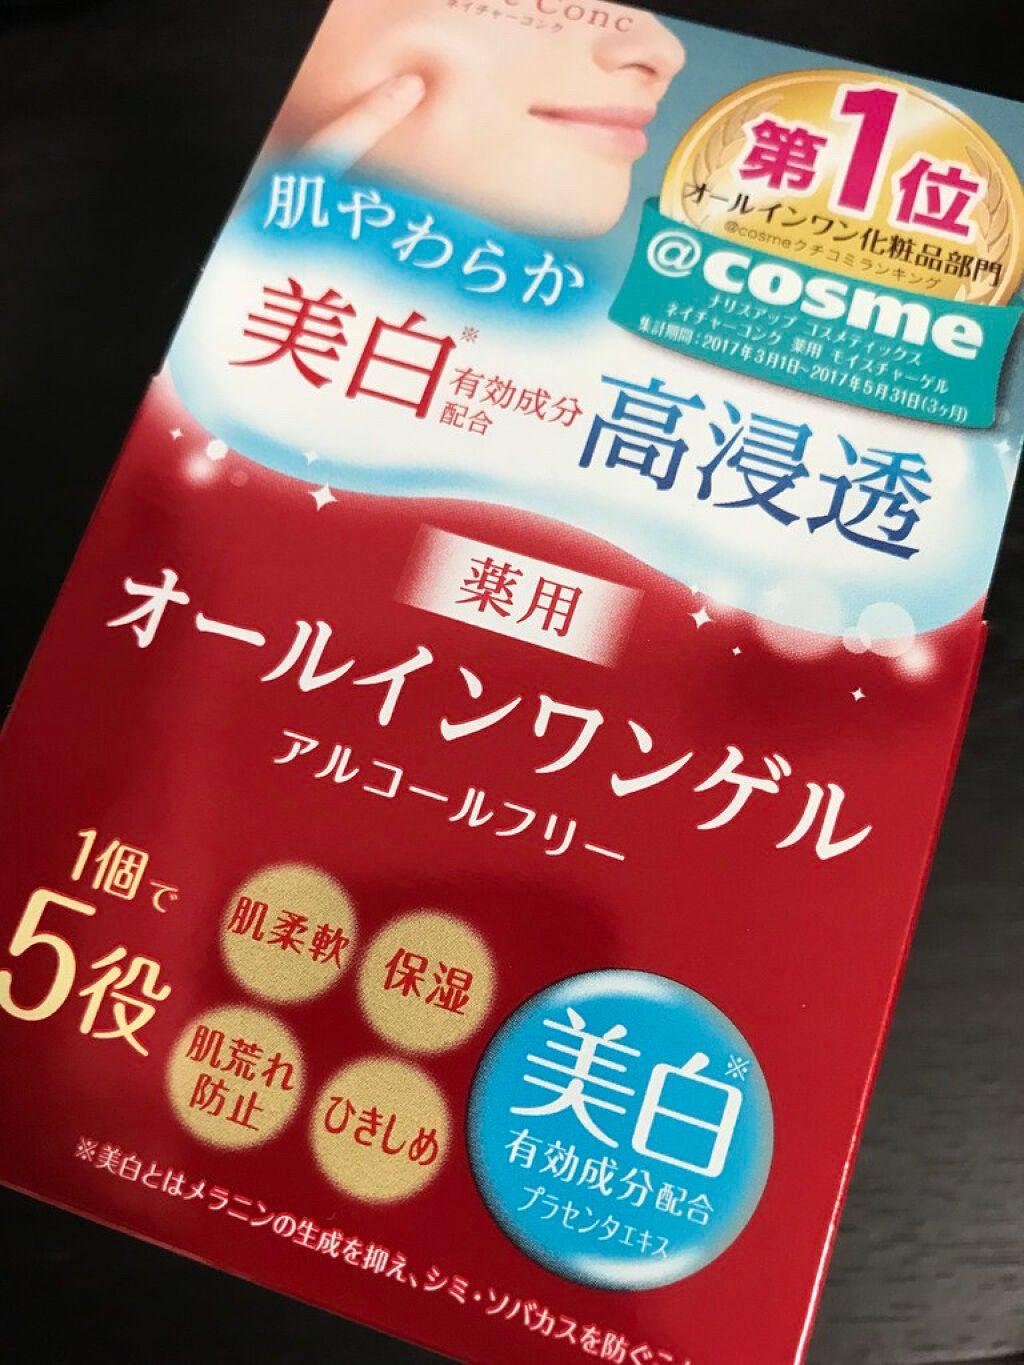 e Conc
ネイチャーコンク
第1位
オールインワン化粧品部門
@cosmeクチコミランキング
@cosme
ナリスアップ コスメティックス
ネイチャーコンク 薬用 モイスチャーゲル
集計期間:2017年3月1日~2017年5月31日(3ヶ月)
肌やわらか
美白※
有効成分
配合
高浸透
薬用
オールインワンゲル
アルコールフリー
1個で
5役
肌柔軟
保湿
肌荒れ
防止
ひきしめ
美白※
有効成分配合
プラセンタエキス
※美白とはメラニンの生成を抑え、シミ・ソバカスを防ぐこ